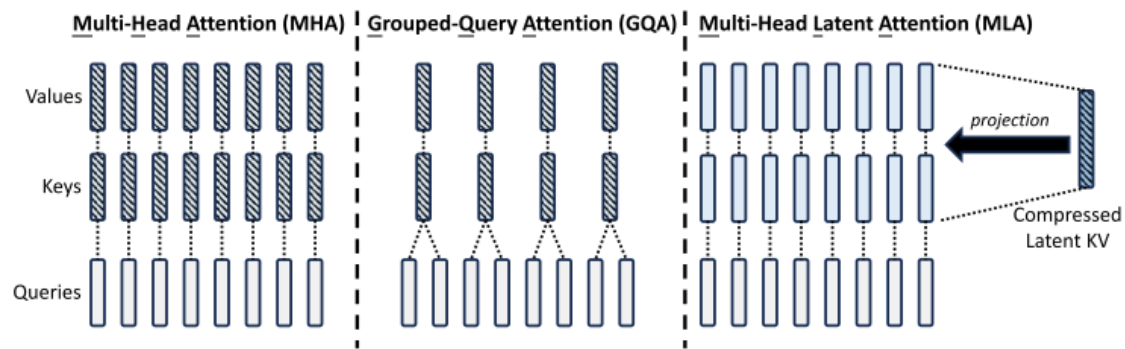 Multi-Head Attention (MHA)
Grouped-Query Attention (GQA)
Multi-Head Latent Attention (MLA)
Values
Keys
Queries
projection
Compressed
Latent KV